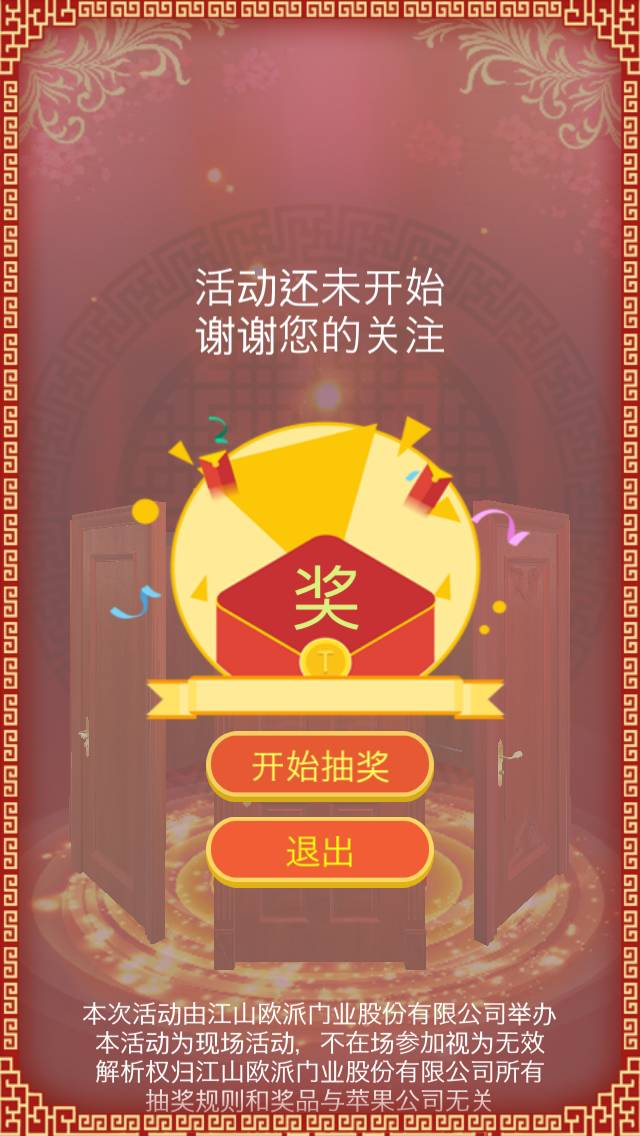 活动还未开始
谢谢您的关注
奖
T
开始抽奖
退出
本次活动由江山欧派门业股份有限公司举办
本活动为现场活动，不在场参加视为无效
解析权归江山欧派门业股份有限公司所有
抽奖规则和奖品与苹果公司无关